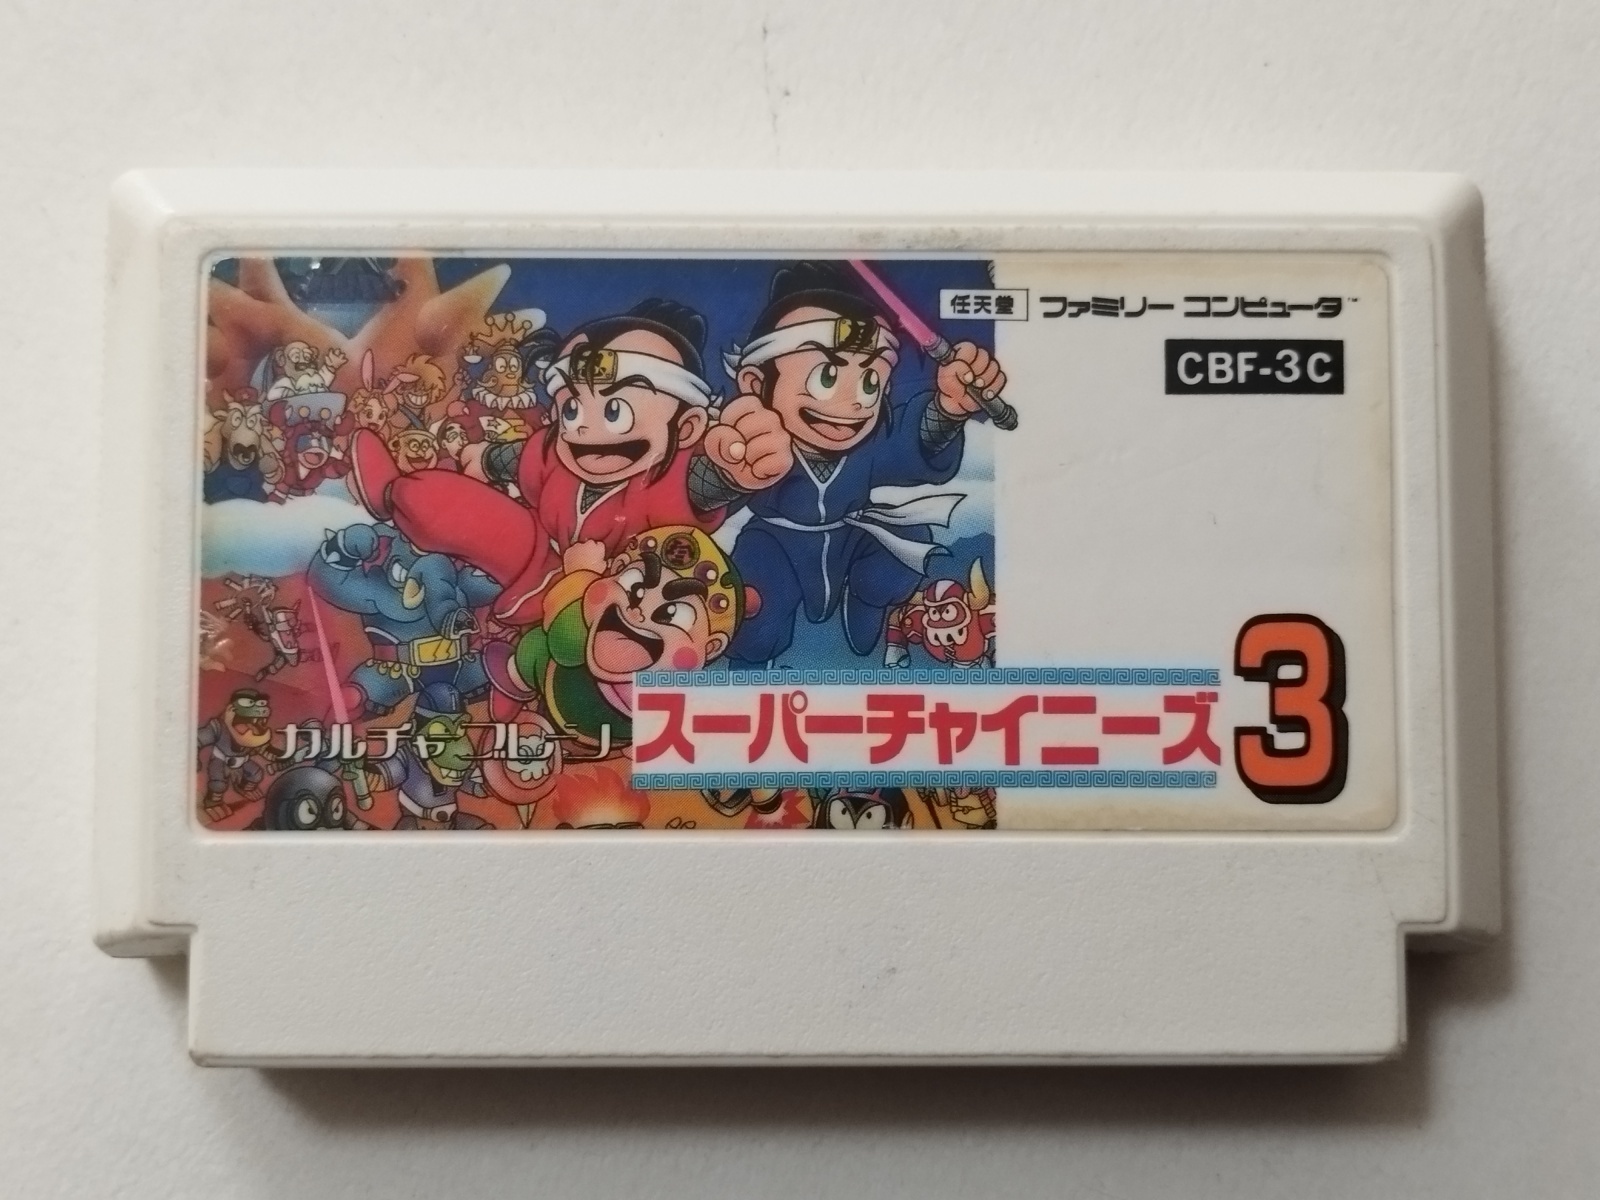 任天堂 ファミリー コンピュータ™
CBF-3C
カルチャーブレーン
スーパーチャイニーズ3